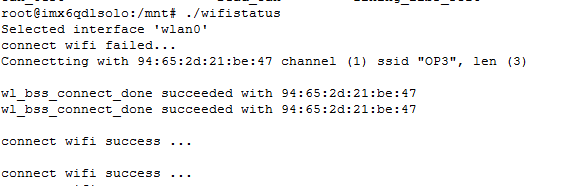 root@imx6qdlsolo:/mnt# ./wifistatus
Selected interface 'wlan0'
connect wifi failed...
Connectting with 94:65:2d:21:be:47 channel (1) ssid "OP3", len (3)
wl_bss_connect_done succeeded with 94:65:2d:21:be:47
wl_bss_connect_done succeeded with 94:65:2d:21:be:47
connect wifi success ...
connect wifi success ...